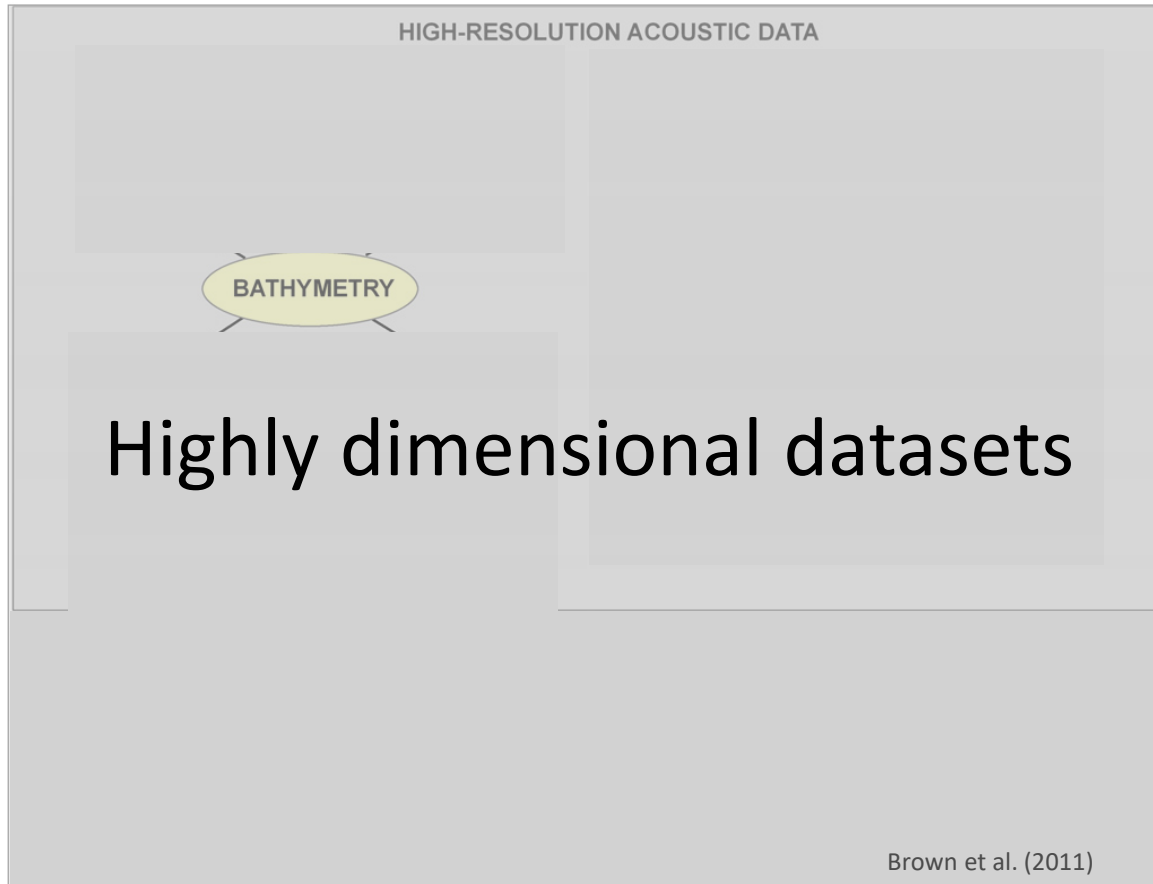 HIGH-RESOLUTION ACOUSTIC DATA
BATHYMETRY
Highly dimensional datasets
Brown et al. (2011)